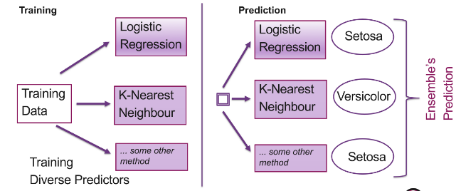 Training
Logistic
Regression
Training
Data
K-Nearest
Neighbour
... some other
method
Training
Diverse Predictors
Prediction
Logistic
Regression
Setosa
K-Nearest
Neighbour
Versicolor
... some other
method
Setosa
Ensemble's
Prediction